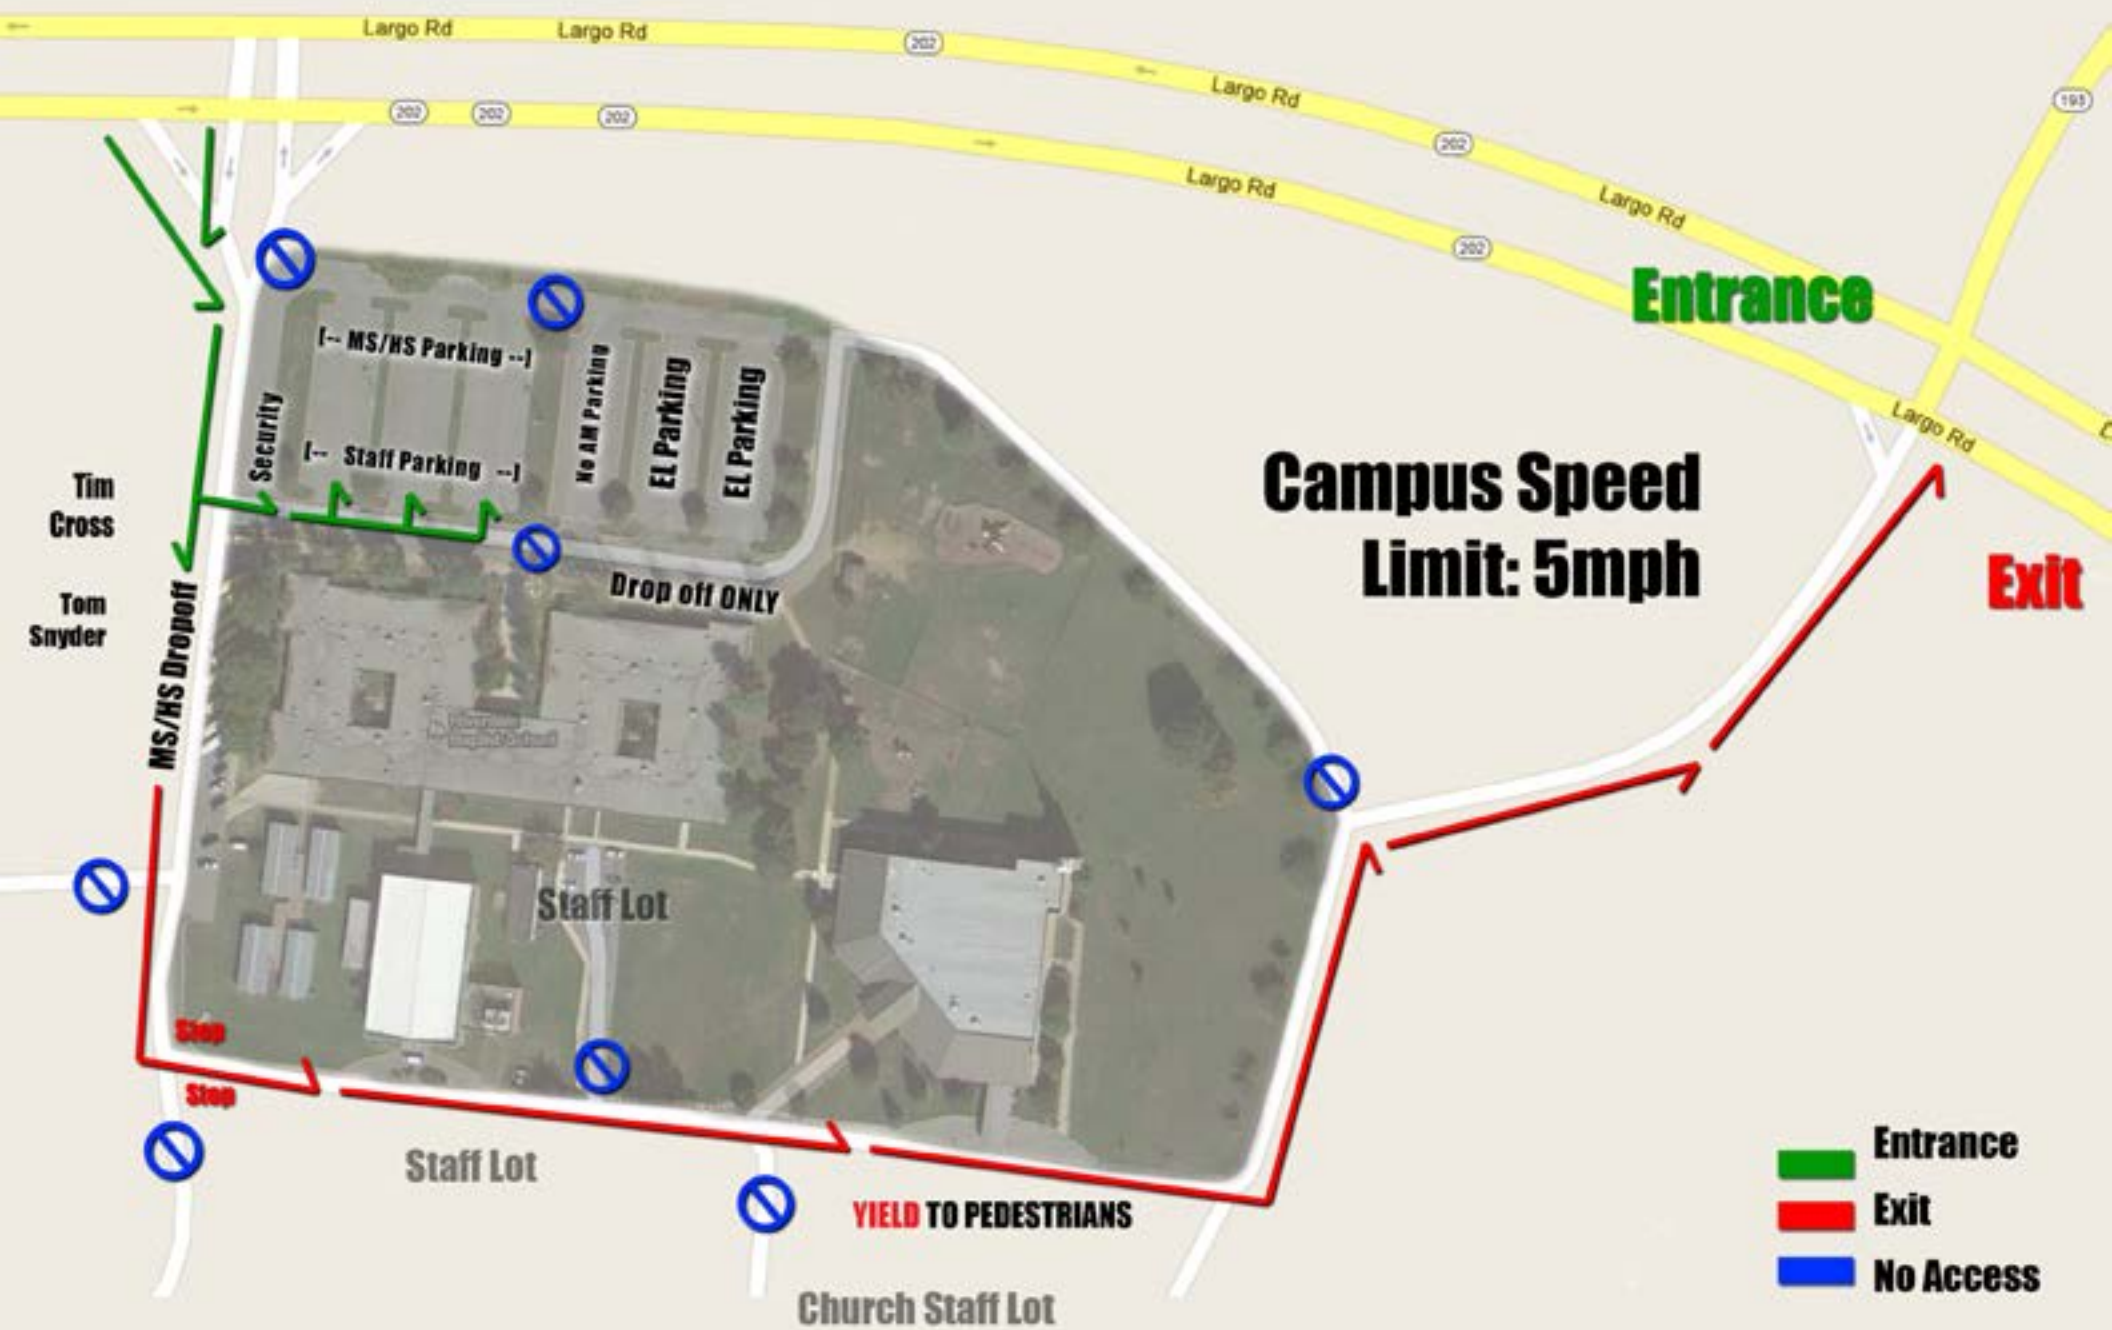 Largo Rd
Largo Rd
202
Largo Rd
202
202
202
202
Largo Rd
202
Largo Rd
202
Largo Rd
193
Entrance
Largo Rd
[-- MS/HS Parking --]
Security
[-- Staff Parking --]
No AM Parking
EL Parking
EL Parking
Campus Speed
Limit: 5mph
Exit
Tim
Cross
Tom
Snyder
MS/HS Dropoff
Drop off ONLY
Staff Lot
Stop
Stop
Staff Lot
YIELD TO PEDESTRIANS
Church Staff Lot
Entrance
Exit
No Access